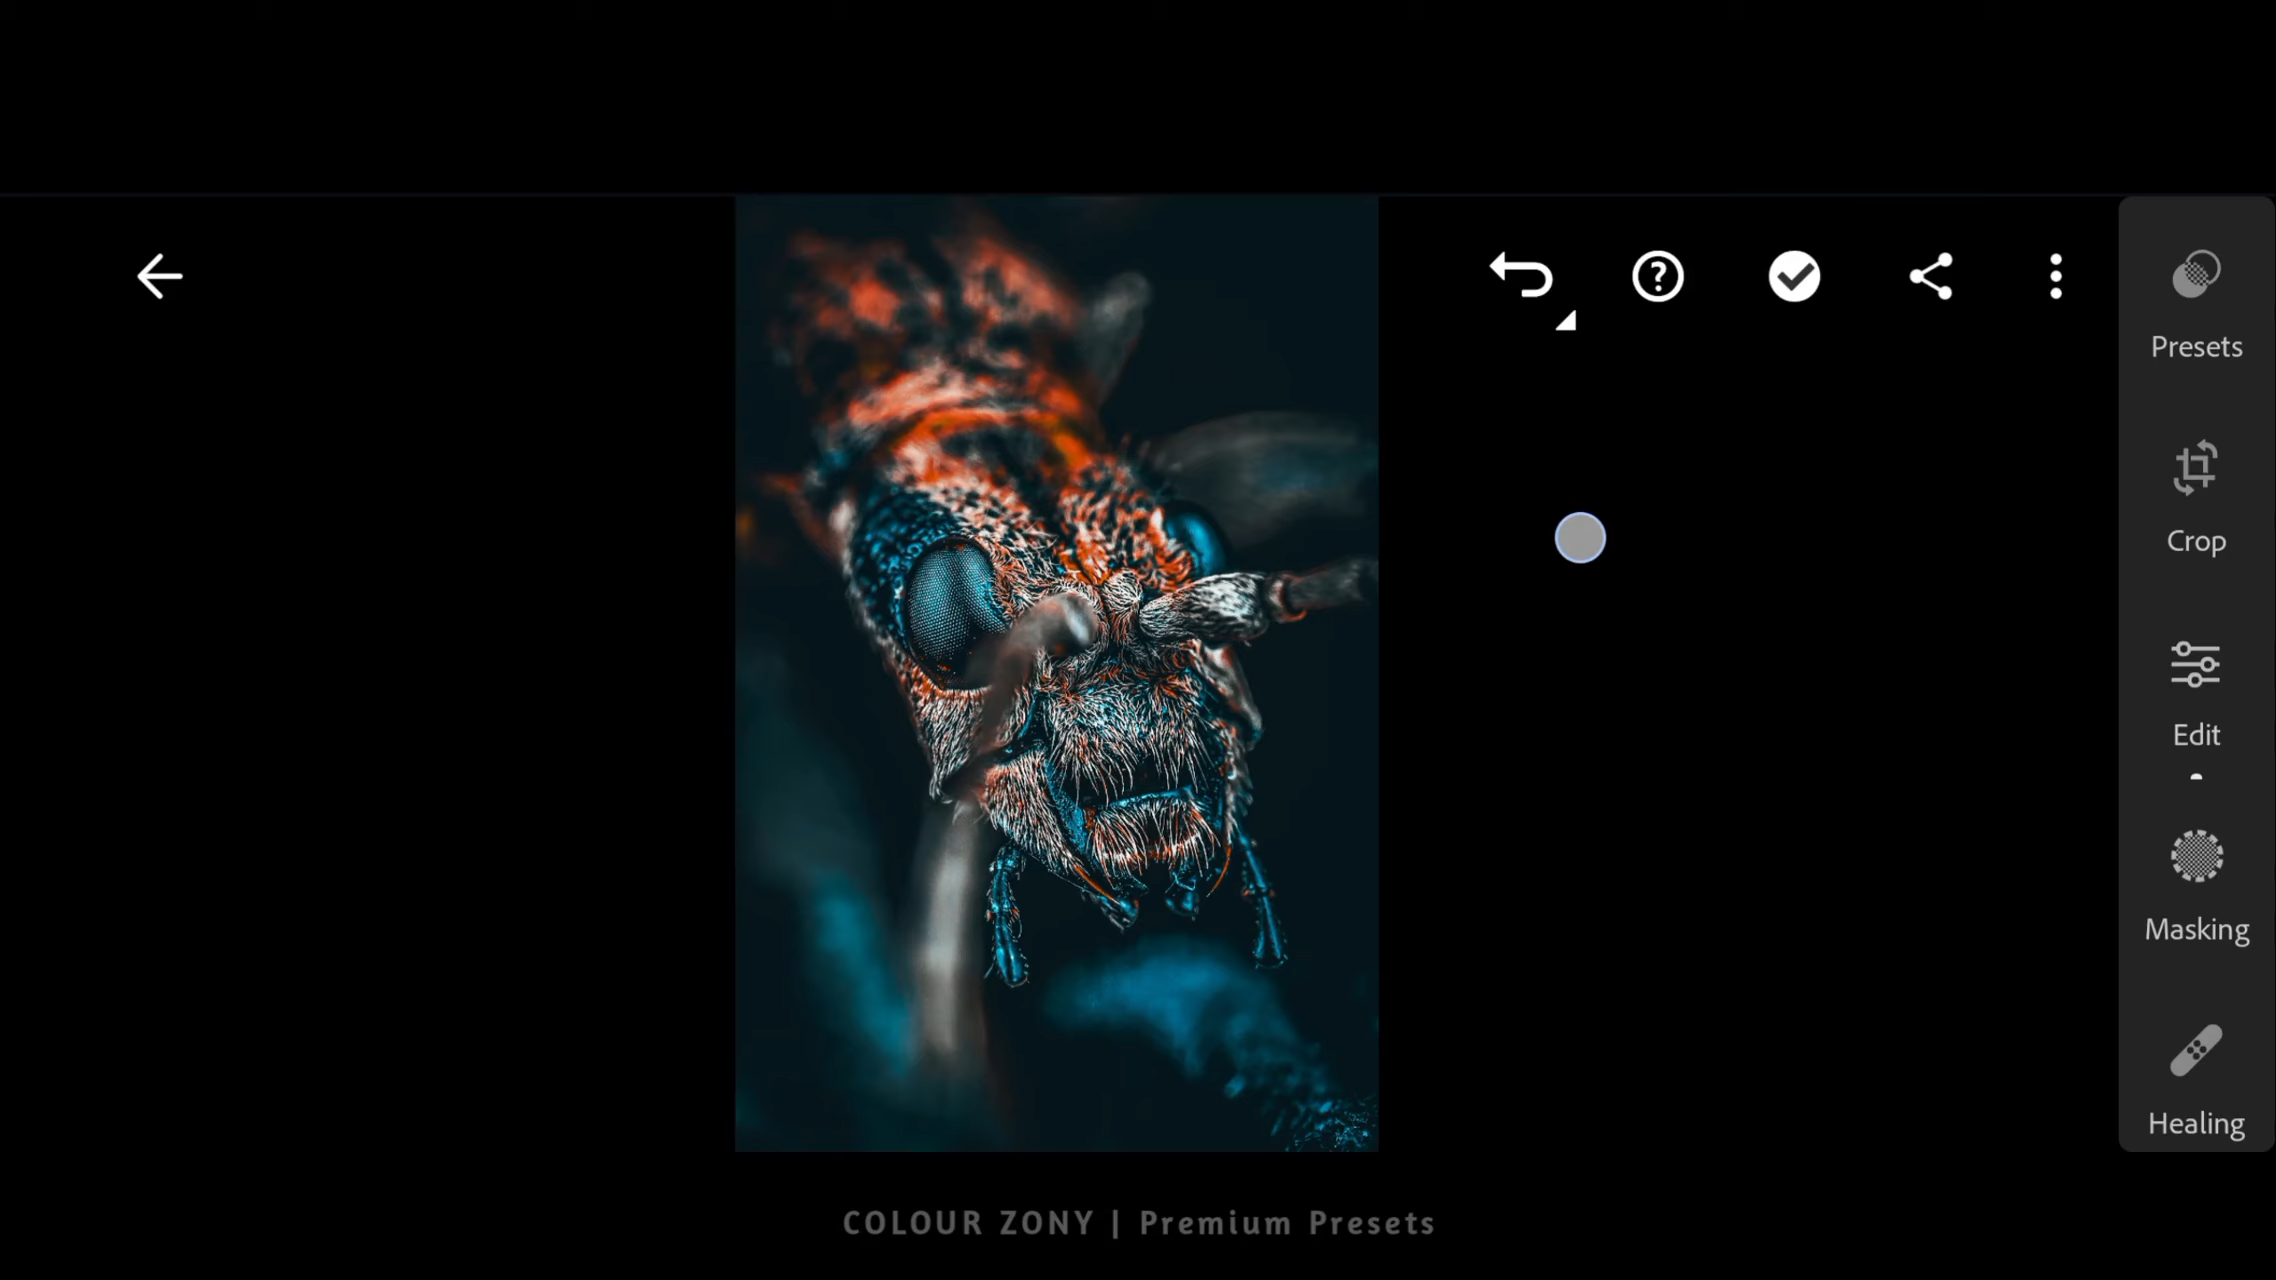 Presets
Crop
Edit
Masking
Healing
COLOUR ZONY | Premium Presets